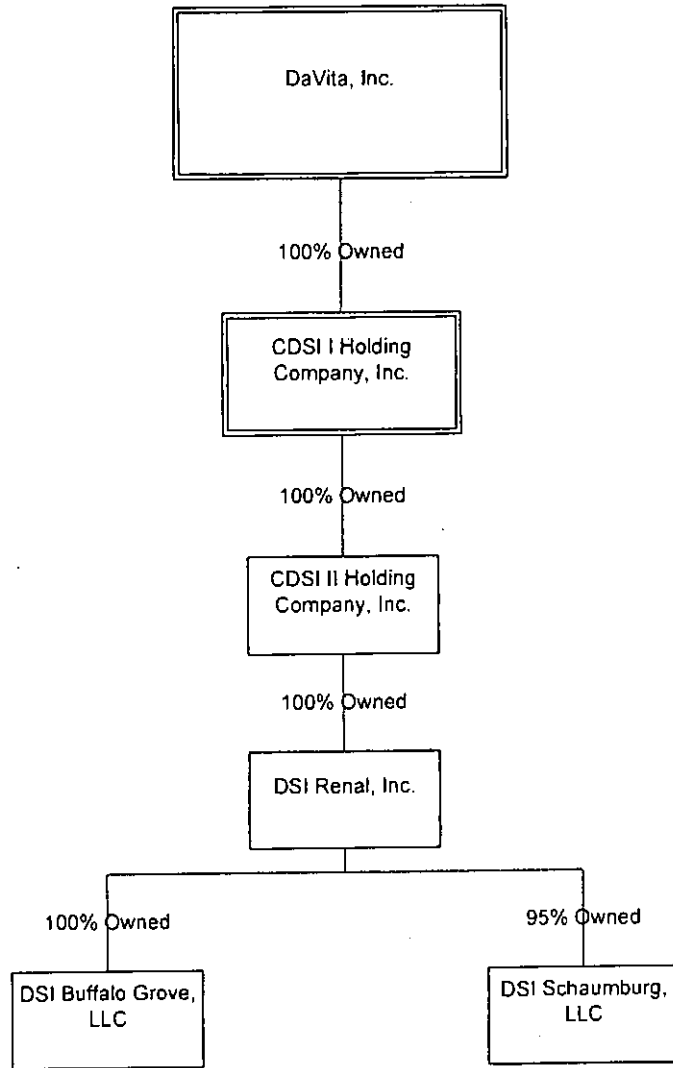 DaVita, Inc.
100% Owned
CDSI I Holding
Company, Inc.
100% Owned
CDSI II Holding
Company, Inc.
100% Owned
DSI Renal, Inc.
100% Owned
95% Owned
DSI Buffalo Grove,
LLC
DSI Schaumburg,
LLC